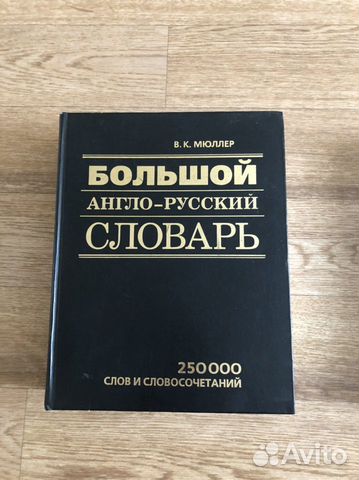 В. К. МЮЛЛЕР
БОЛЬШОЙ
АНГЛО-РУССКИЙ
СЛОВАРЬ
250 000
СЛОВ И СЛОВОСОЧЕТАНИЙ
Avito